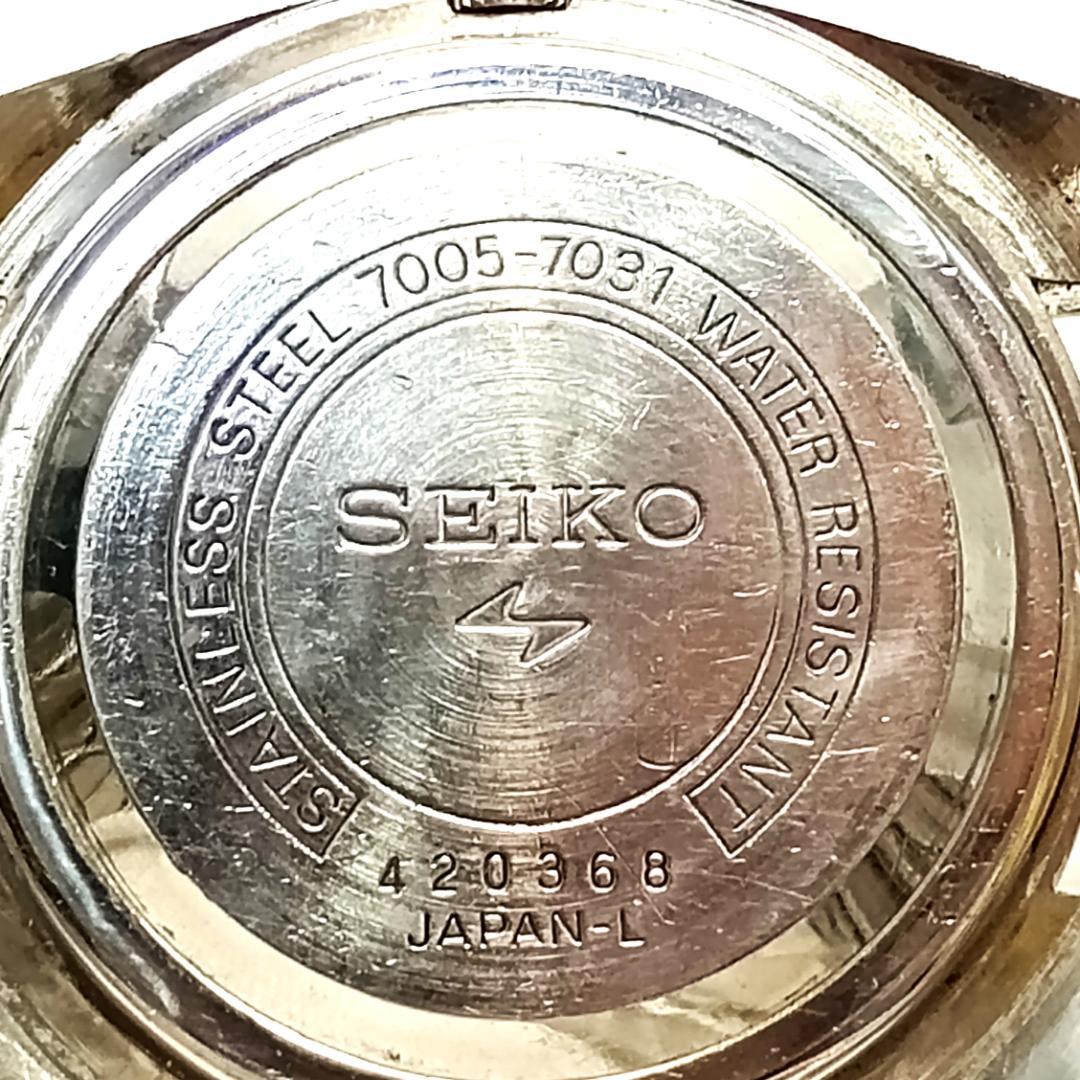 STAINLESS STEEL 7005-7031 WATER RESISTANT
SEIKO
420368
JAPAN-L